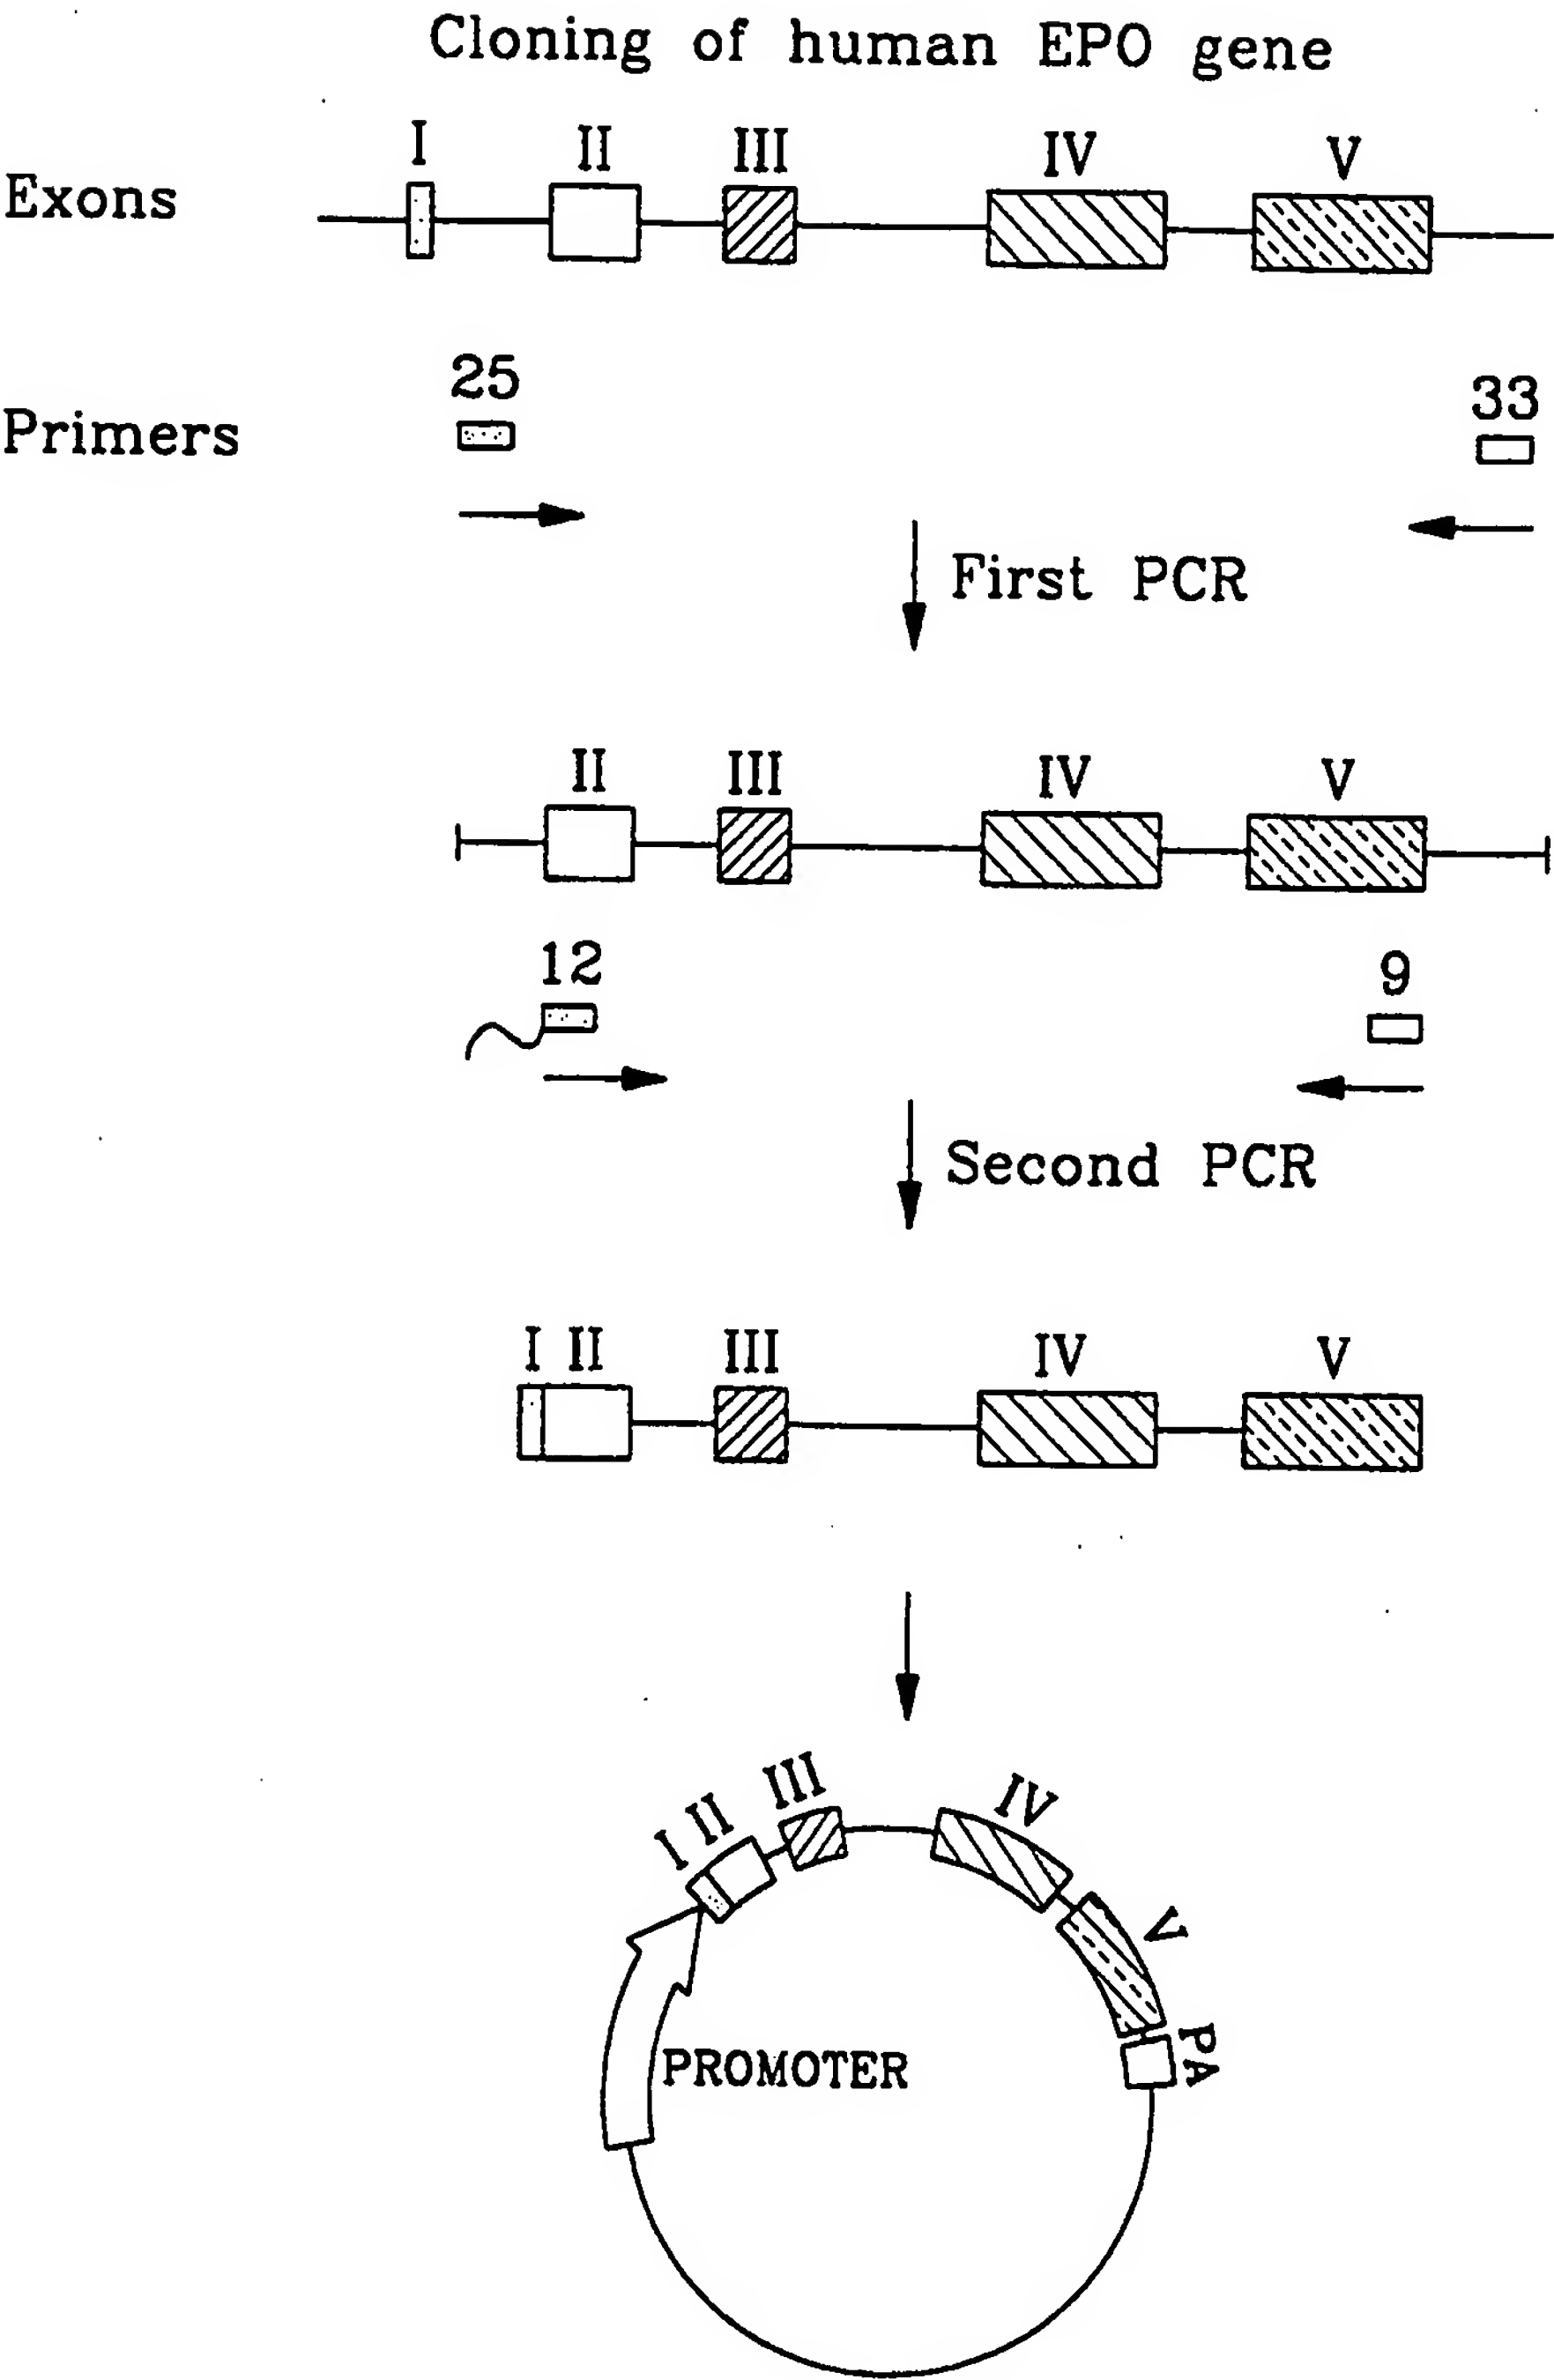 Cloning of human EPO gene
I II III IV V
Exons
25 33
Primers
First PCR
II III IV V
12 9
Second PCR
I II III IV V
I II III IV V
PROMOTER
PA